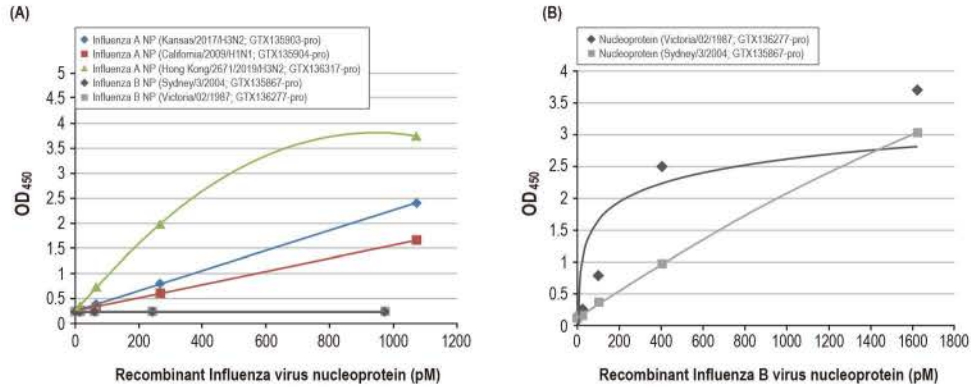 (A)
Influenza A NP (Kansas/2017/H3N2; GTX135903-pro)
Influenza A NP (California/2009/H1N1; GTX135904-pro)
Influenza A NP (Hong Kong/2671/2019/H3N2; GTX136317-pro)
Influenza B NP (Sydney/3/2004; GTX135867-pro)
Influenza B NP (Victoria/02/1987; GTX136277-pro)
5
4.5
4
3.5
3
2.5
2
1.5
1
0.5
0
OD450
0 200 400 600 800 1000 1200
Recombinant Influenza virus nucleoprotein (pM)
(B)
Nucleoprotein (Victoria/02/1987; GTX136277-pro)
Nucleoprotein (Sydney/3/2004; GTX135867-pro)
4
3.5
3
2.5
2
1.5
1
0.5
0
OD450
0 200 400 600 800 1000 1200 1400 1600 1800
Recombinant Influenza B virus nucleoprotein (pM)